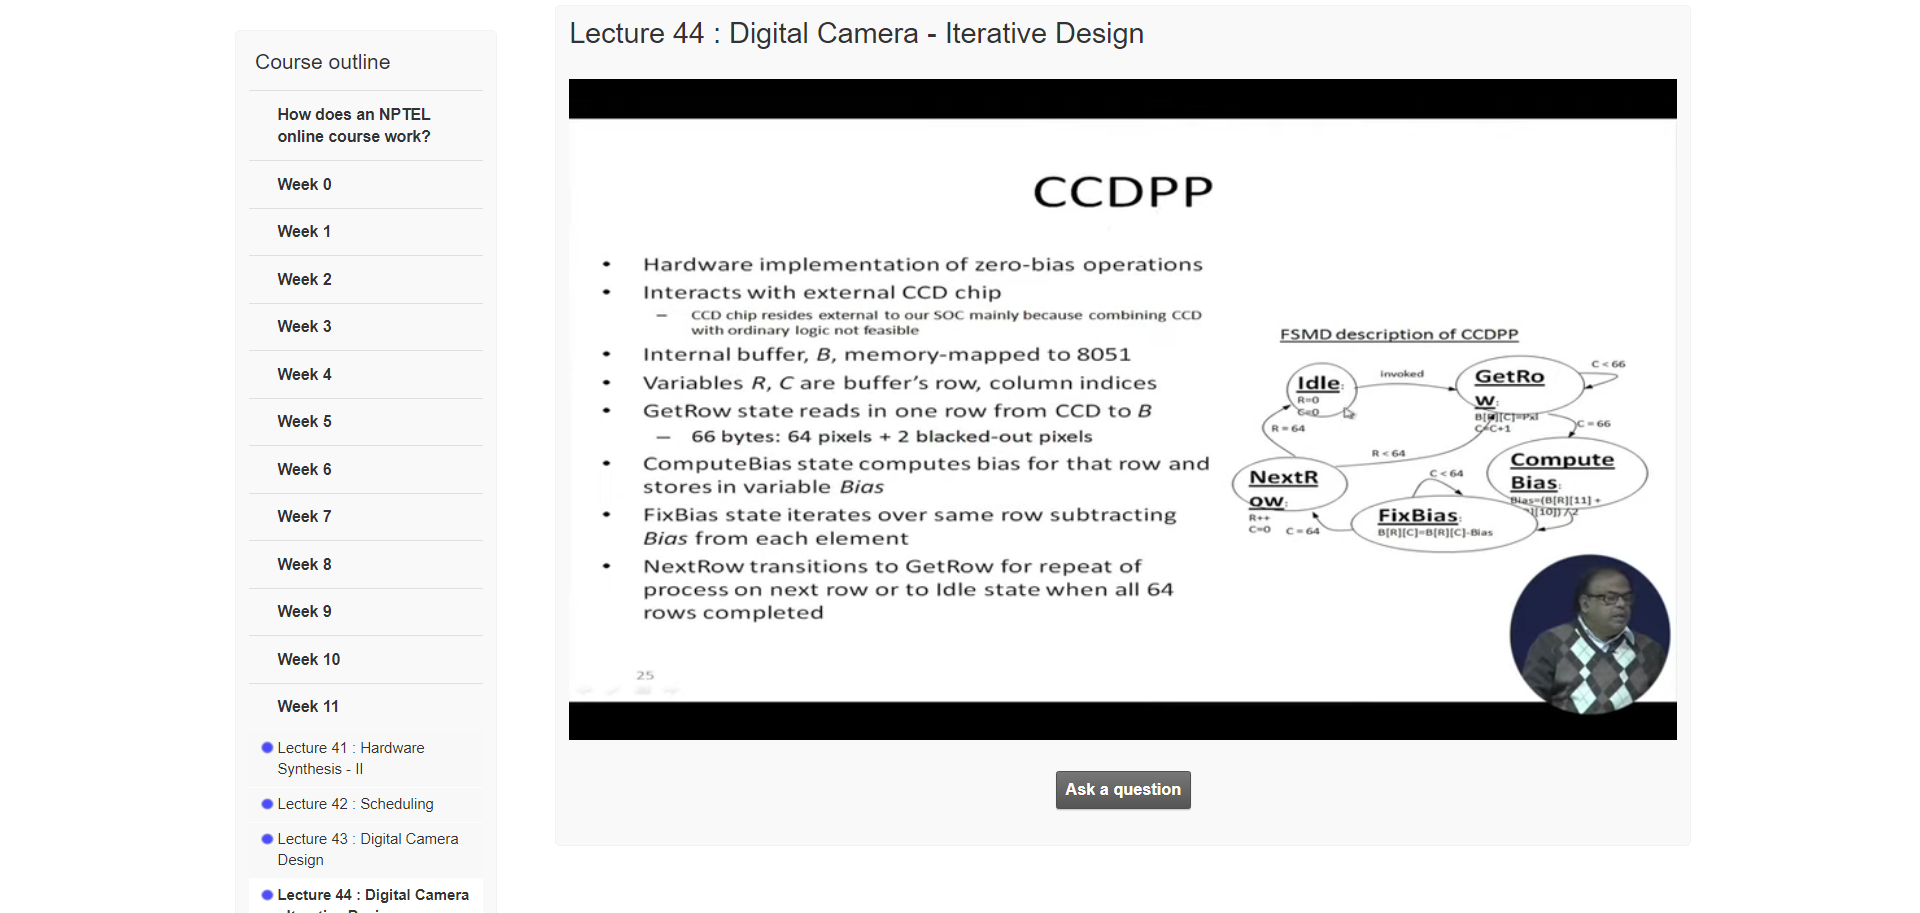 Course outline
How does an NPTEL
online course work?
Week 0
Week 1
Week 2
Week 3
Week 4
Week 5
Week 6
Week 7
Week 8
Week 9
Week 10
Week 11
Lecture 41 : Hardware
Synthesis - II
Lecture 42 : Scheduling
Lecture 43 : Digital Camera
Design
Lecture 44 : Digital Camera
Lecture 44 : Digital Camera - Iterative Design
CCDPP
• Hardware implementation of zero-bias operations
• Interacts with external CCD chip
– CCD chip resides external to our SOC mainly because combining CCD
with ordinary logic not feasible
• Internal buffer, B, memory-mapped to 8051
• Variables R, C are buffer's row, column indices
• GetRow state reads in one row from CCD to B
– 66 bytes: 64 pixels + 2 blacked-out pixels
• ComputeBias state computes bias for that row and
stores in variable Bias
• FixBias state iterates over same row subtracting
Bias from each element
• NextRow transitions to GetRow for repeat of
process on next row or to Idle state when all 64
rows completed
25
FSMD description of CCDPP
Idle:
R=0
C=0
invoked
GetRo
w:
B[R][C]=Pxl
C=C+1
C < 66
C = 66
R = 64
R < 64
C < 64
Compute
Bias:
Bias=(B[R][11] +
][10]) /2
NextR
ow:
R++
C=0
C = 64
FixBias:
B[R][C]=B[R][C]-Bias
Ask a question